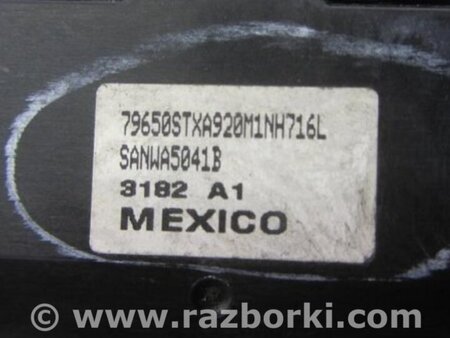 79650STXA920M1NH716L
SANWA5041B
3182 A1
MEXICO
© www.razborki.com